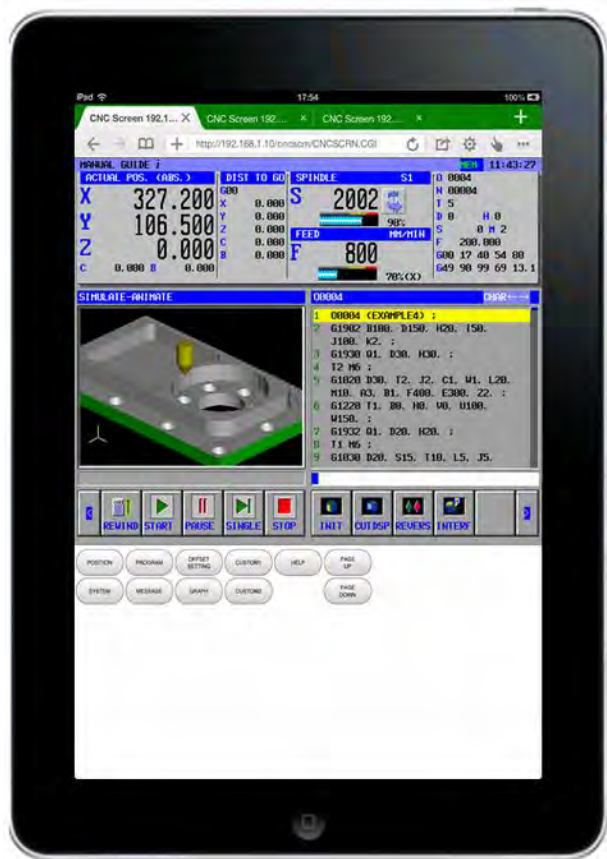 iPad 17:54 100%
CNC Screen 192.1... × CNC Screen 192.... × CNC Screen 192.... × +
http://192.168.1.10/cncscrn/CNCSCRN.CGI
MANUAL GUIDE i MEM 11:43:27
ACTUAL POS. (ABS.) DIST TO GO SPINDLE S1 O 0004
X 327.200 G00 S 2002 N 00004
Y 106.500 X 0.000 90% T 5
Z 0.000 Y 0.000 D 0 H 0
C 0.000 B 0.000 Z 0.000 FEED MM/MIN S 0 M 2
C 0.000 F 800 F 200.000
B 0.000 70%(X) G00 17 40 54 80
G49 90 99 69 13.1
SIMULATE-ANIMATE
O0004 CHAR←→
1 O0004 (EXAMPLE4) ;
2 G1902 B100. D150. H20. I50.
J100. K2. ;
3 G1930 Q1. D30. H30. ;
4 T2 M6 ;
5 G1020 D30. T2. J2. C1. W1. L20.
M10. A3. B1. F400. E300. Z2. ;
6 G1220 T1. B0. H0. V0. U100.
W150. ;
7 G1932 Q1. D20. H20. ;
8 T1 M6 ;
9 G1030 D20. S15. T10. L5. J5.
< REWIND START PAUSE SINGLE STOP INIT CUTDSP REVERS INTERF >
POSITION PROGRAM OFFSET SETTING CUSTOM1 HELP PAGE UP
SYSTEM MESSAGE GRAPH CUSTOM2 PAGE DOWN